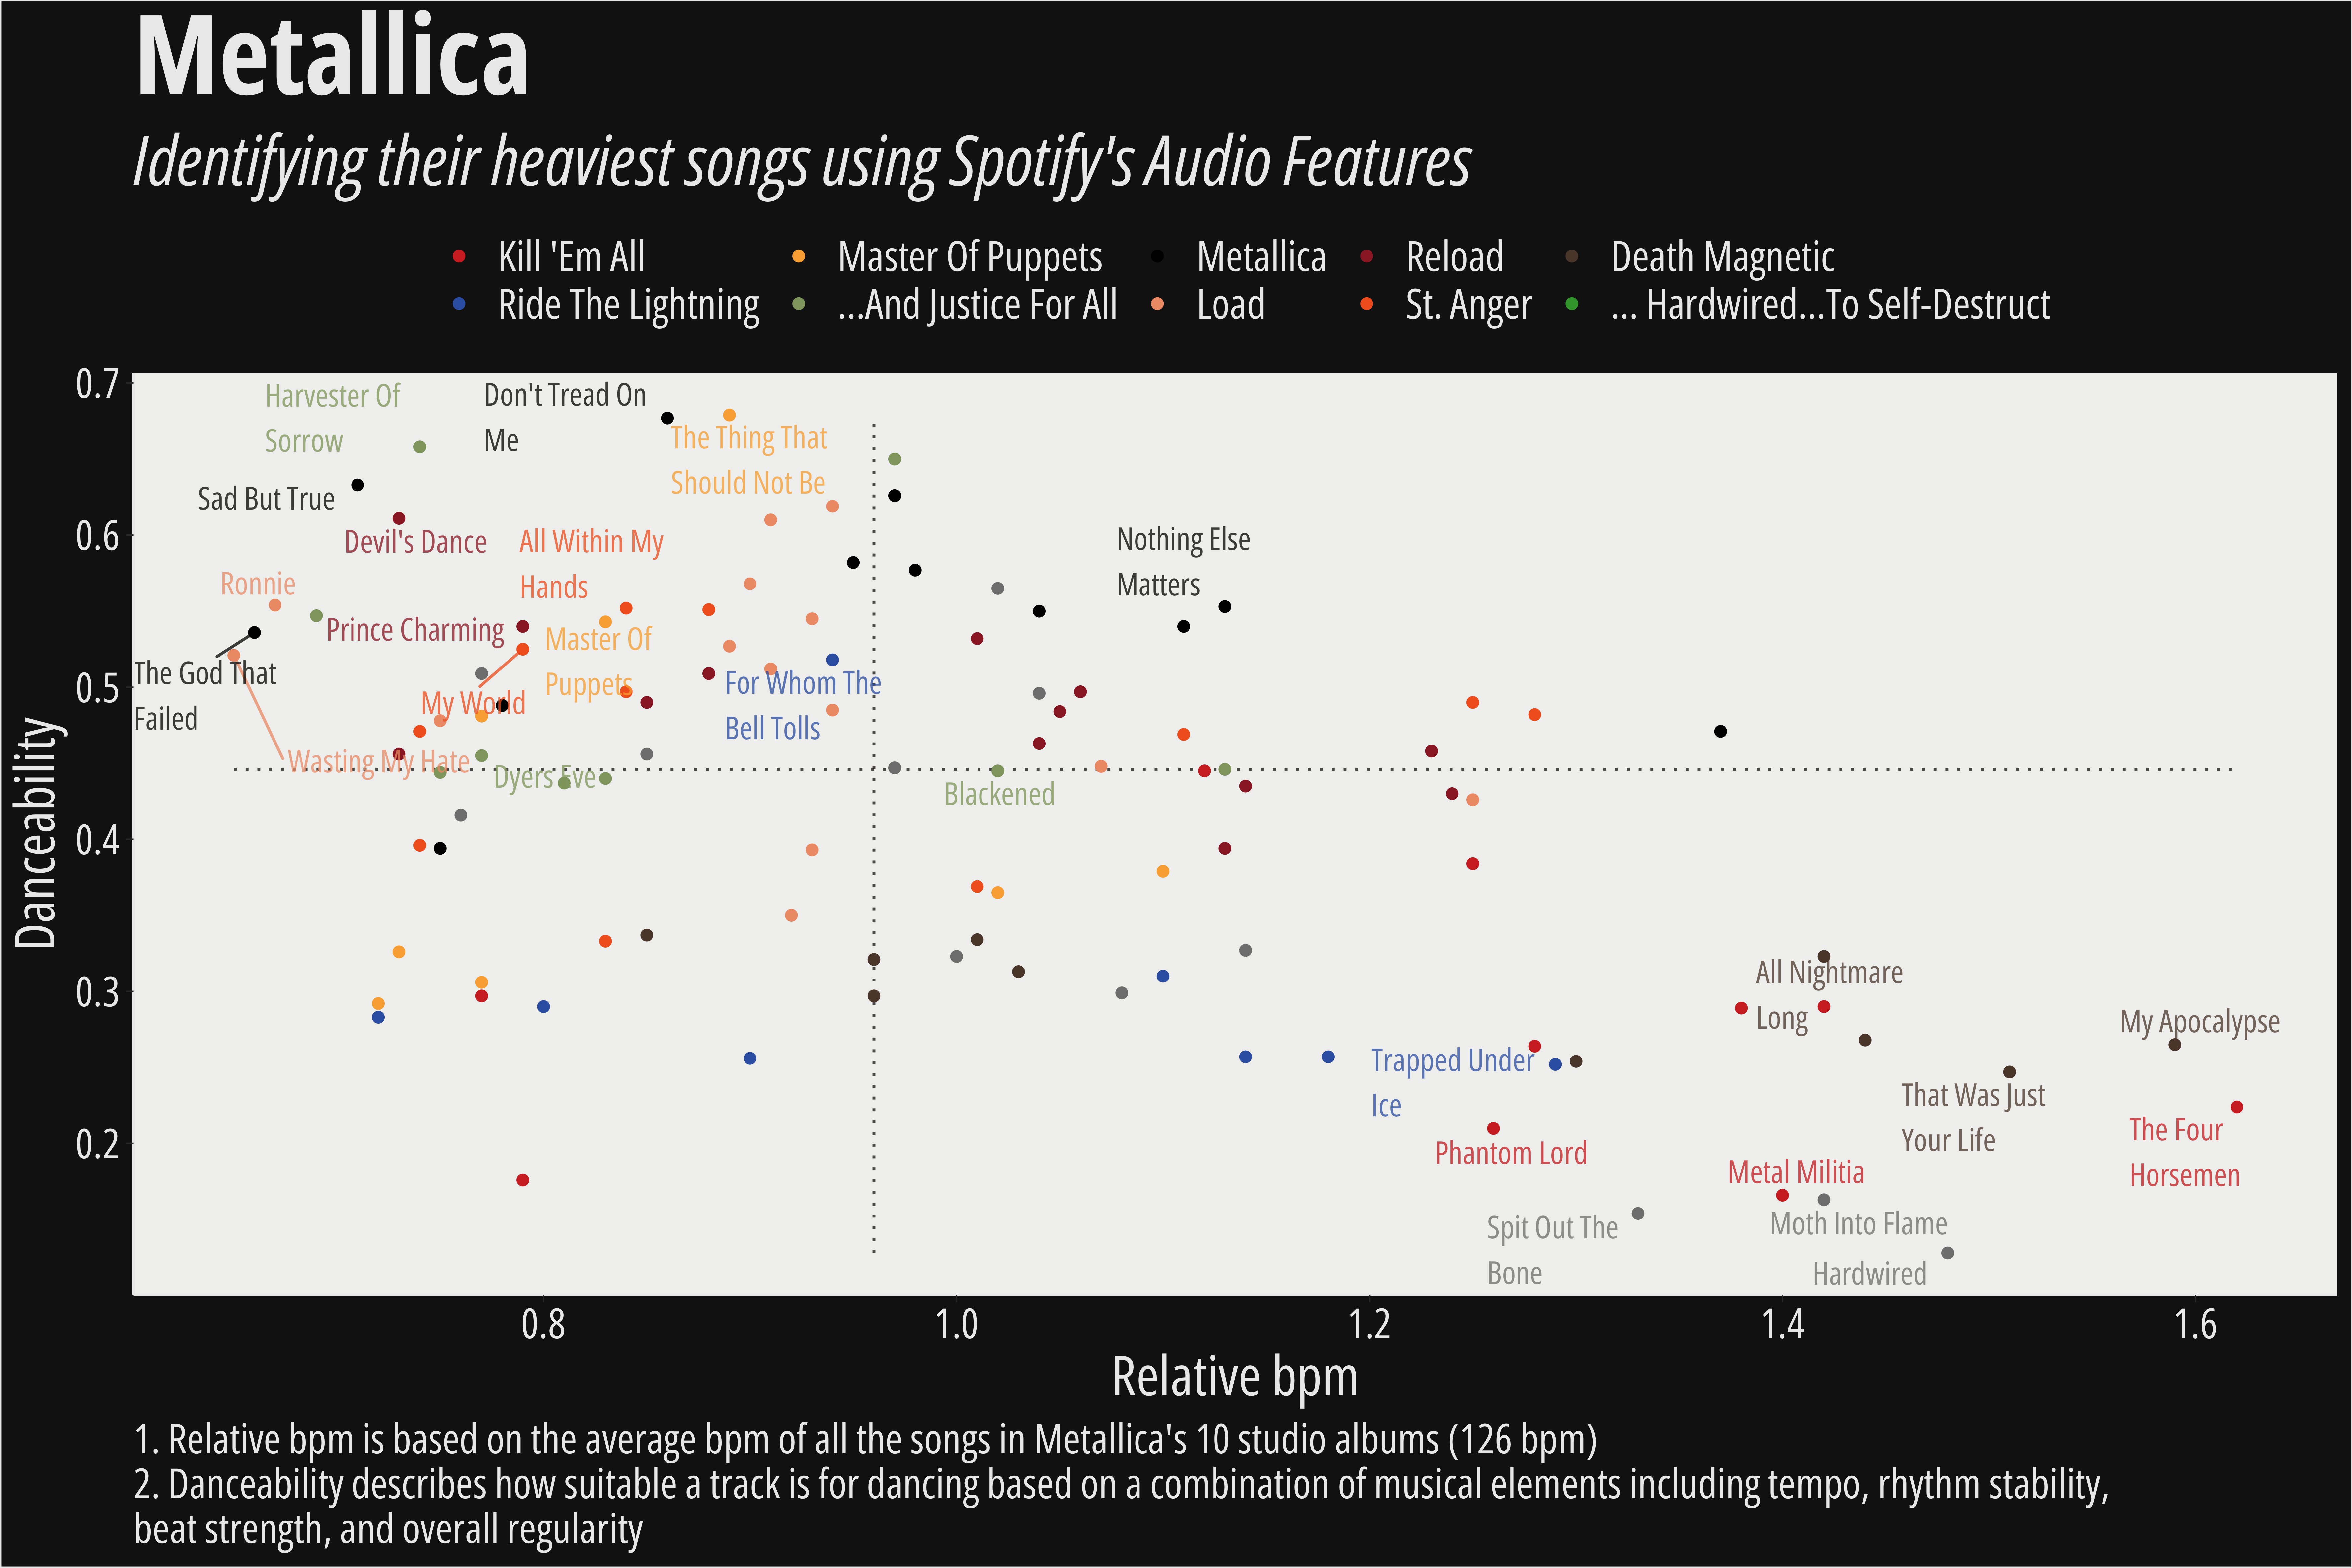 Metallica
Identifying their heaviest songs using Spotify's Audio Features
Kill 'Em All
Master Of Puppets
Metallica
Reload
Death Magnetic
Ride The Lightning
...And Justice For All
Load
St. Anger
... Hardwired...To Self-Destruct
Danceability
0.7
0.6
0.5
0.4
0.3
0.2
Harvester Of
Sorrow
Don't Tread On
Me
The Thing That
Should Not Be
Sad But True
Devil's Dance
All Within My
Hands
Nothing Else
Matters
Ronnie
Prince Charming
Master Of
Puppets
The God That
Failed
My World
For Whom The
Bell Tolls
Wasting My Hate
Dyers Eve
Blackened
All Nightmare
Long
My Apocalypse
Trapped Under
Ice
That Was Just
Your Life
The Four
Horsemen
Phantom Lord
Metal Militia
Spit Out The
Bone
Moth Into Flame
Hardwired
0.8
1.0
1.2
1.4
1.6
Relative bpm
1. Relative bpm is based on the average bpm of all the songs in Metallica's 10 studio albums (126 bpm)
2. Danceability describes how suitable a track is for dancing based on a combination of musical elements including tempo, rhythm stability,
beat strength, and overall regularity